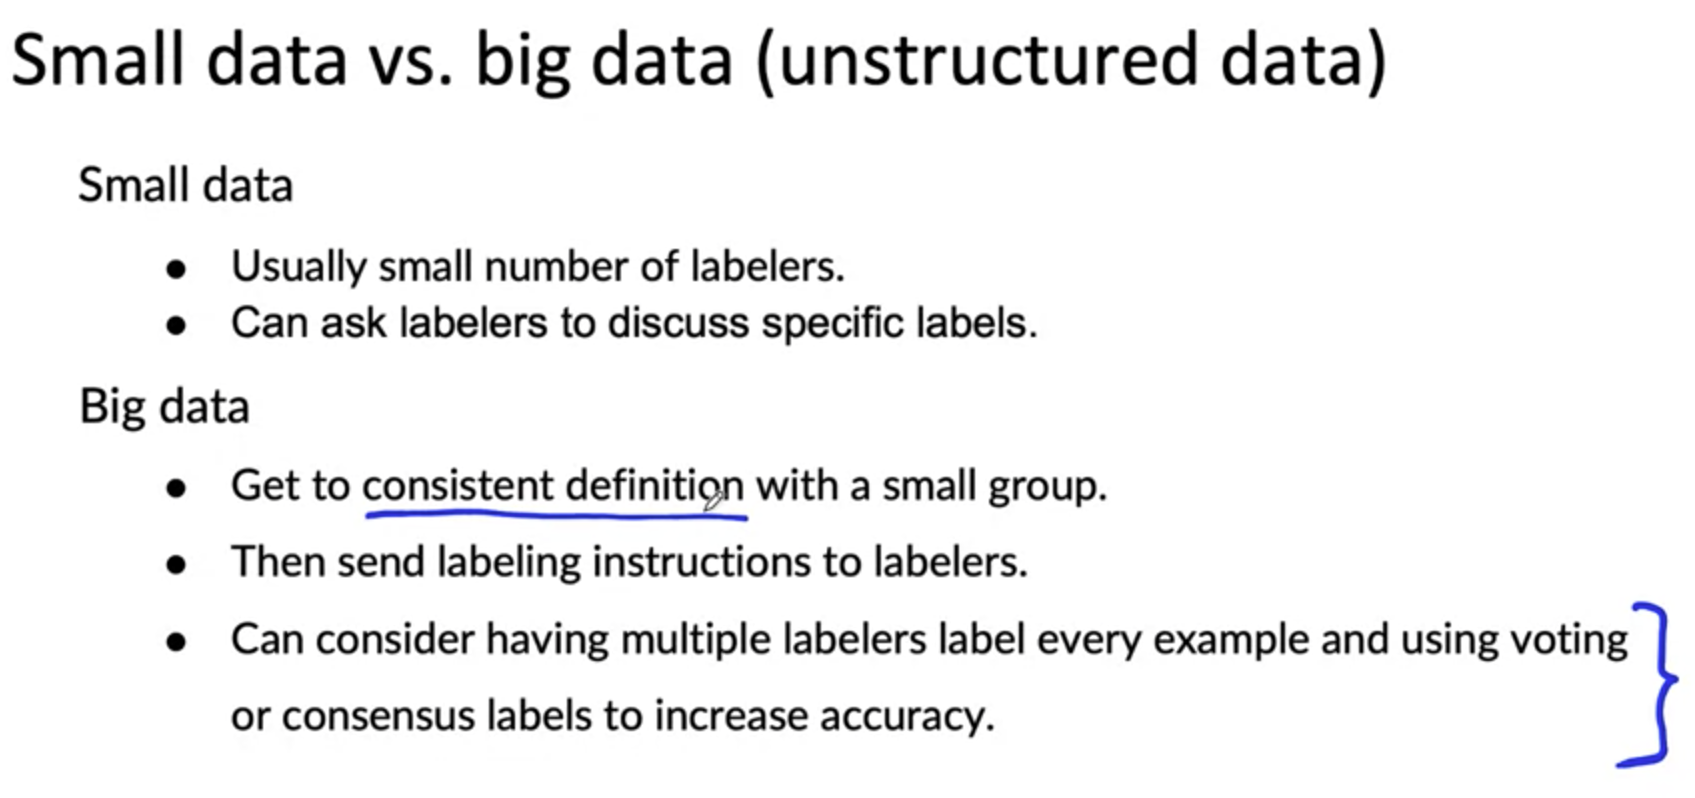 Small data vs. big data (unstructured data)
Small data
● Usually small number of labelers.
● Can ask labelers to discuss specific labels.
Big data
● Get to consistent definition with a small group.
● Then send labeling instructions to labelers.
● Can consider having multiple labelers label every example and using voting
or consensus labels to increase accuracy.